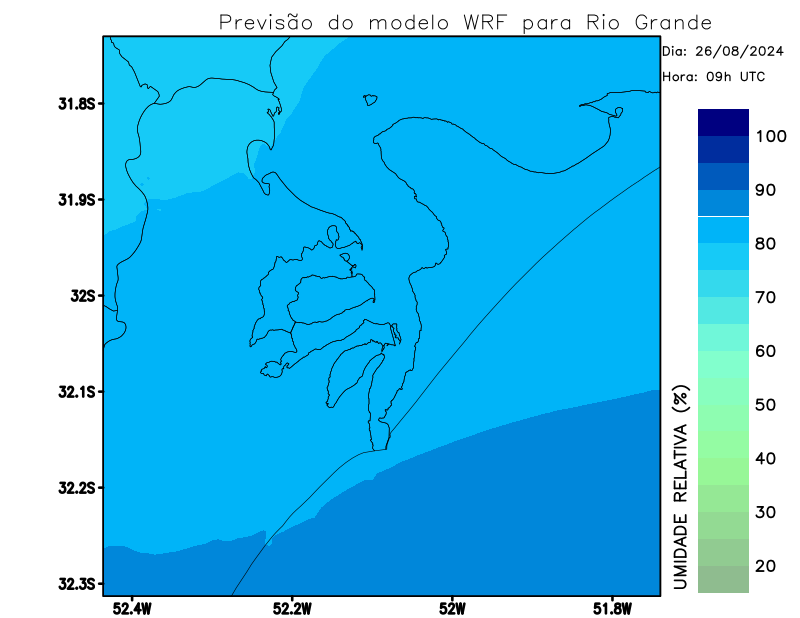 Previsão do modelo WRF para Rio Grande
Dia: 26/08/2024
Hora: 09h UTC
31.8S
31.9S
32S
32.1S
32.2S
32.3S
52.4W
52.2W
52W
51.8W
100
90
80
70
60
50
40
30
20
UMIDADE RELATIVA (%)